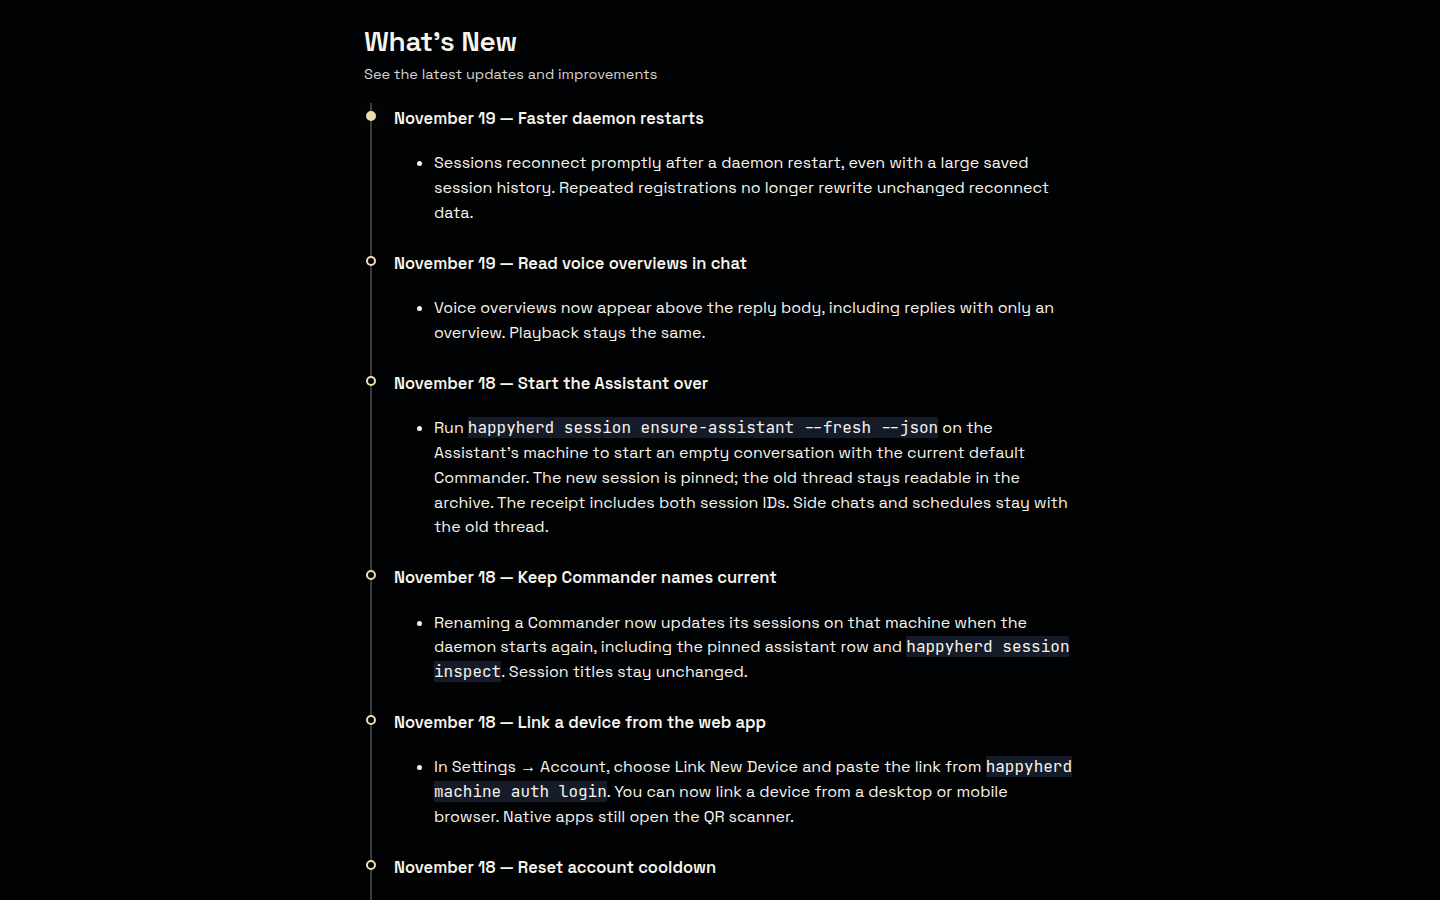 What's New
See the latest updates and improvements
November 19 — Faster daemon restarts
• Sessions reconnect promptly after a daemon restart, even with a large saved
session history. Repeated registrations no longer rewrite unchanged reconnect
data.
November 19 — Read voice overviews in chat
• Voice overviews now appear above the reply body, including replies with only an
overview. Playback stays the same.
November 18 — Start the Assistant over
• Run happyherd session ensure-assistant --fresh --json on the
Assistant's machine to start an empty conversation with the current default
Commander. The new session is pinned; the old thread stays readable in the
archive. The receipt includes both session IDs. Side chats and schedules stay with
the old thread.
November 18 — Keep Commander names current
• Renaming a Commander now updates its sessions on that machine when the
daemon starts again, including the pinned assistant row and happyherd session
inspect. Session titles stay unchanged.
November 18 — Link a device from the web app
• In Settings → Account, choose Link New Device and paste the link from happyherd
machine auth login. You can now link a device from a desktop or mobile
browser. Native apps still open the QR scanner.
November 18 — Reset account cooldown